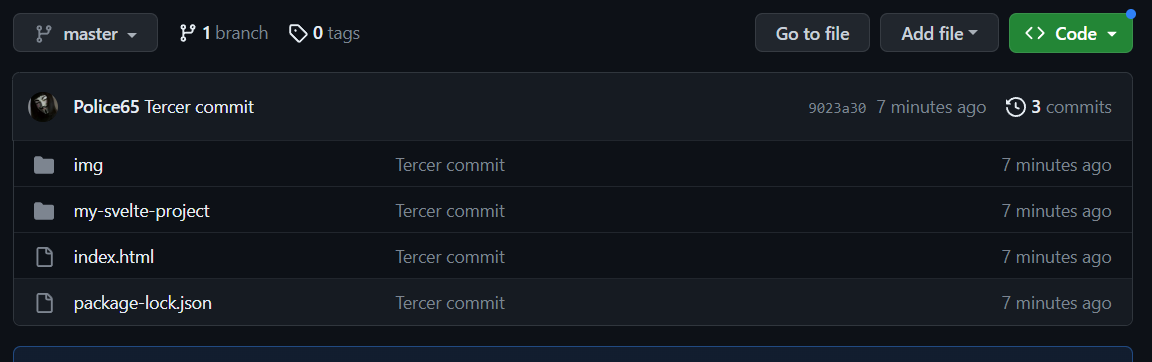 master 1 branch 0 tags Go to file Add file Code
Police65 Tercer commit 9023a30 7 minutes ago 3 commits
img Tercer commit 7 minutes ago
my-svelte-project Tercer commit 7 minutes ago
index.html Tercer commit 7 minutes ago
package-lock.json Tercer commit 7 minutes ago